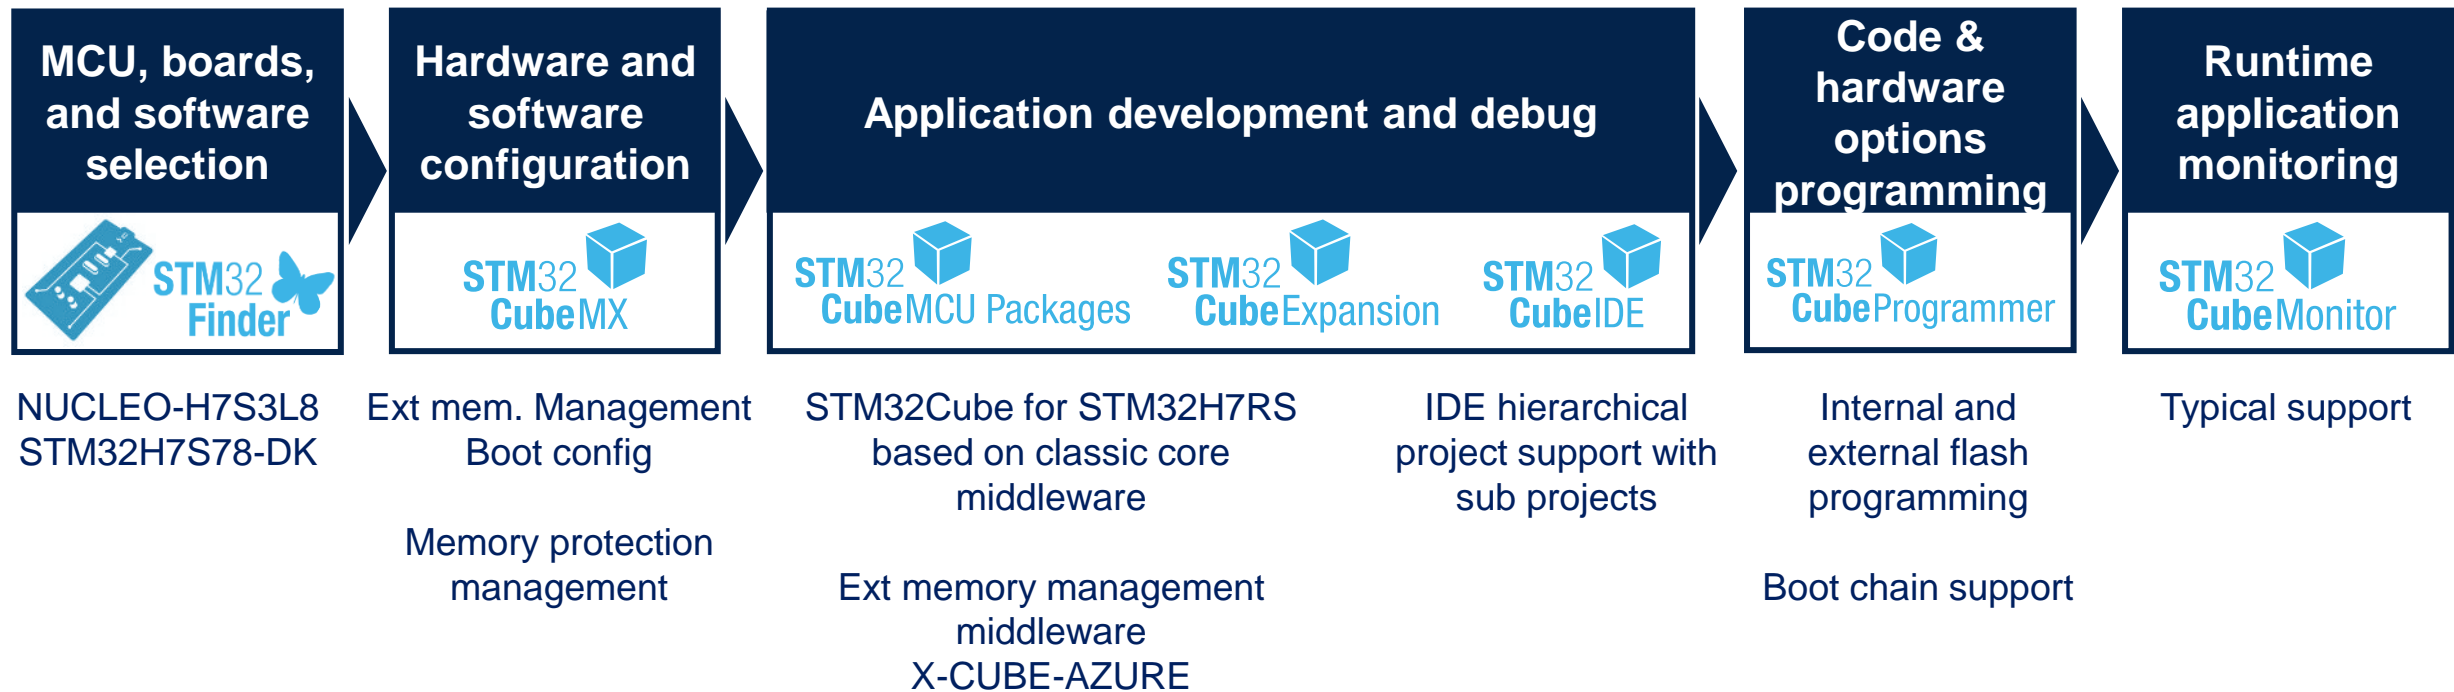 MCU, boards,
and software
selection
STM32
Finder
NUCLEO-H7S3L8
STM32H7S78-DK
Hardware and
software
configuration
STM32
CubeMX
Ext mem. Management
Boot config
Memory protection
management
Application development and debug
STM32
CubeMCU Packages
STM32
CubeExpansion
STM32
CubeIDE
STM32Cube for STM32H7RS
based on classic core
middleware
Ext memory management
middleware
X-CUBE-AZURE
IDE hierarchical
project support with
sub projects
Code &
hardware
options
programming
STM32
CubeProgrammer
Internal and
external flash
programming
Boot chain support
Runtime
application
monitoring
STM32
CubeMonitor
Typical support